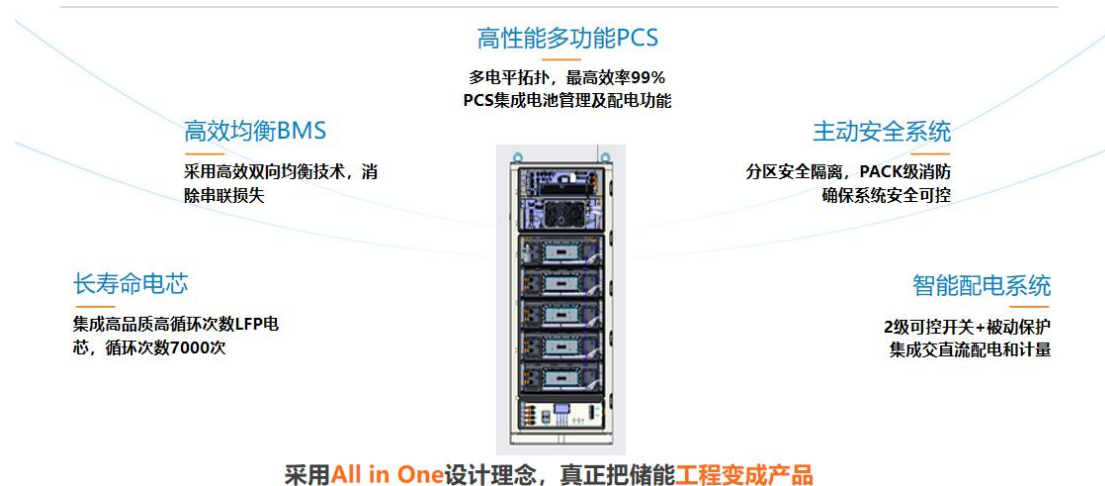 高性能多功能PCS
多电平拓扑，最高效率99%
PCS集成电池管理及配电功能
高效均衡BMS
采用高效双向均衡技术，消
除串联损失
主动安全系统
分区安全隔离，PACK级消防
确保系统安全可控
长寿命电芯
集成高品质高循环次数LFP电
芯，循环次数7000次
智能配电系统
2级可控开关+被动保护
集成交直流配电和计量
采用All in One设计理念，真正把储能工程变成产品